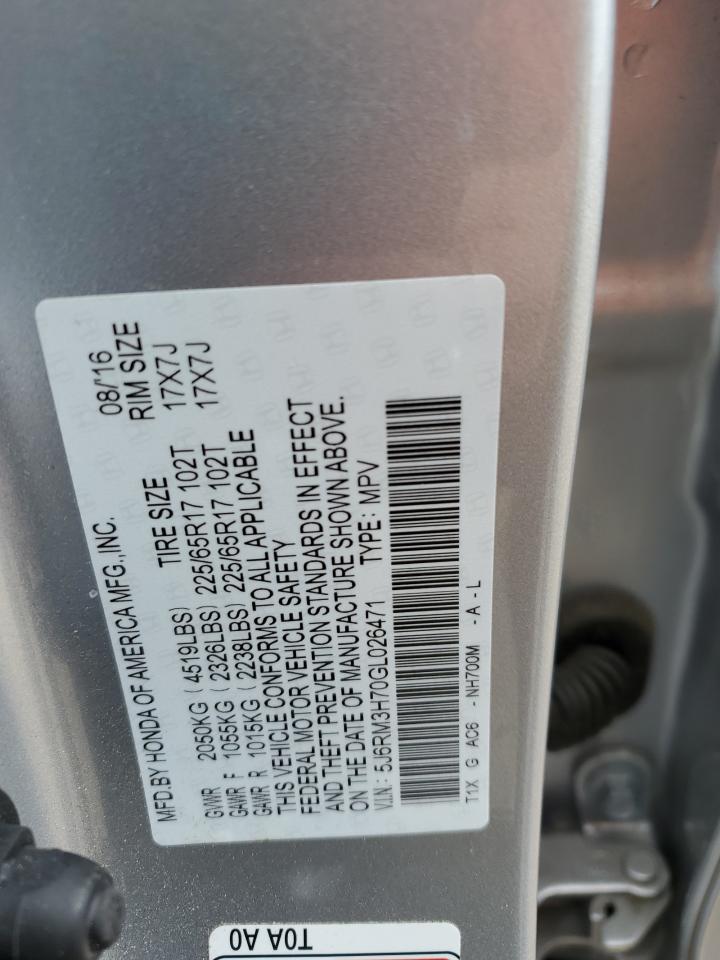 MFD.BY HONDA OF AMERICA MFG.,INC. 08/'16
TIRE SIZE RIM SIZE
GVWR 2050KG (4519LBS)
GAWR F 1055KG (2326LBS) 225/65R17 102T 17X7J
GAWR R 1015KG (2238LBS) 225/65R17 102T 17X7J
THIS VEHICLE CONFORMS TO ALL APPLICABLE
FEDERAL MOTOR VEHICLE SAFETY
AND THEFT PREVENTION STANDARDS IN EFFECT
ON THE DATE OF MANUFACTURE SHOWN ABOVE.
V.I.N: 5J6RM3H70GL026471 TYPE: MPV
T1X G AC6 -NH700M -A-L
T0A A0